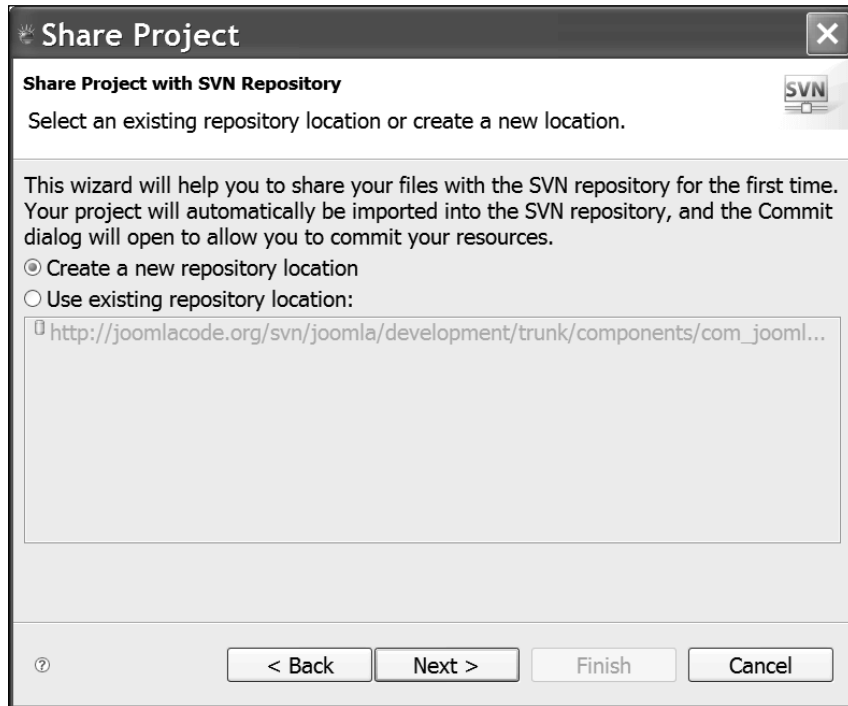 Share Project
Share Project with SVN Repository
SVN
Select an existing repository location or create a new location.
This wizard will help you to share your files with the SVN repository for the first time.
Your project will automatically be imported into the SVN repository, and the Commit
dialog will open to allow you to commit your resources.
Create a new repository location
Use existing repository location:
http://joomlacode.org/svn/joomla/development/trunk/components/com_jooml...
? < Back Next > Finish Cancel